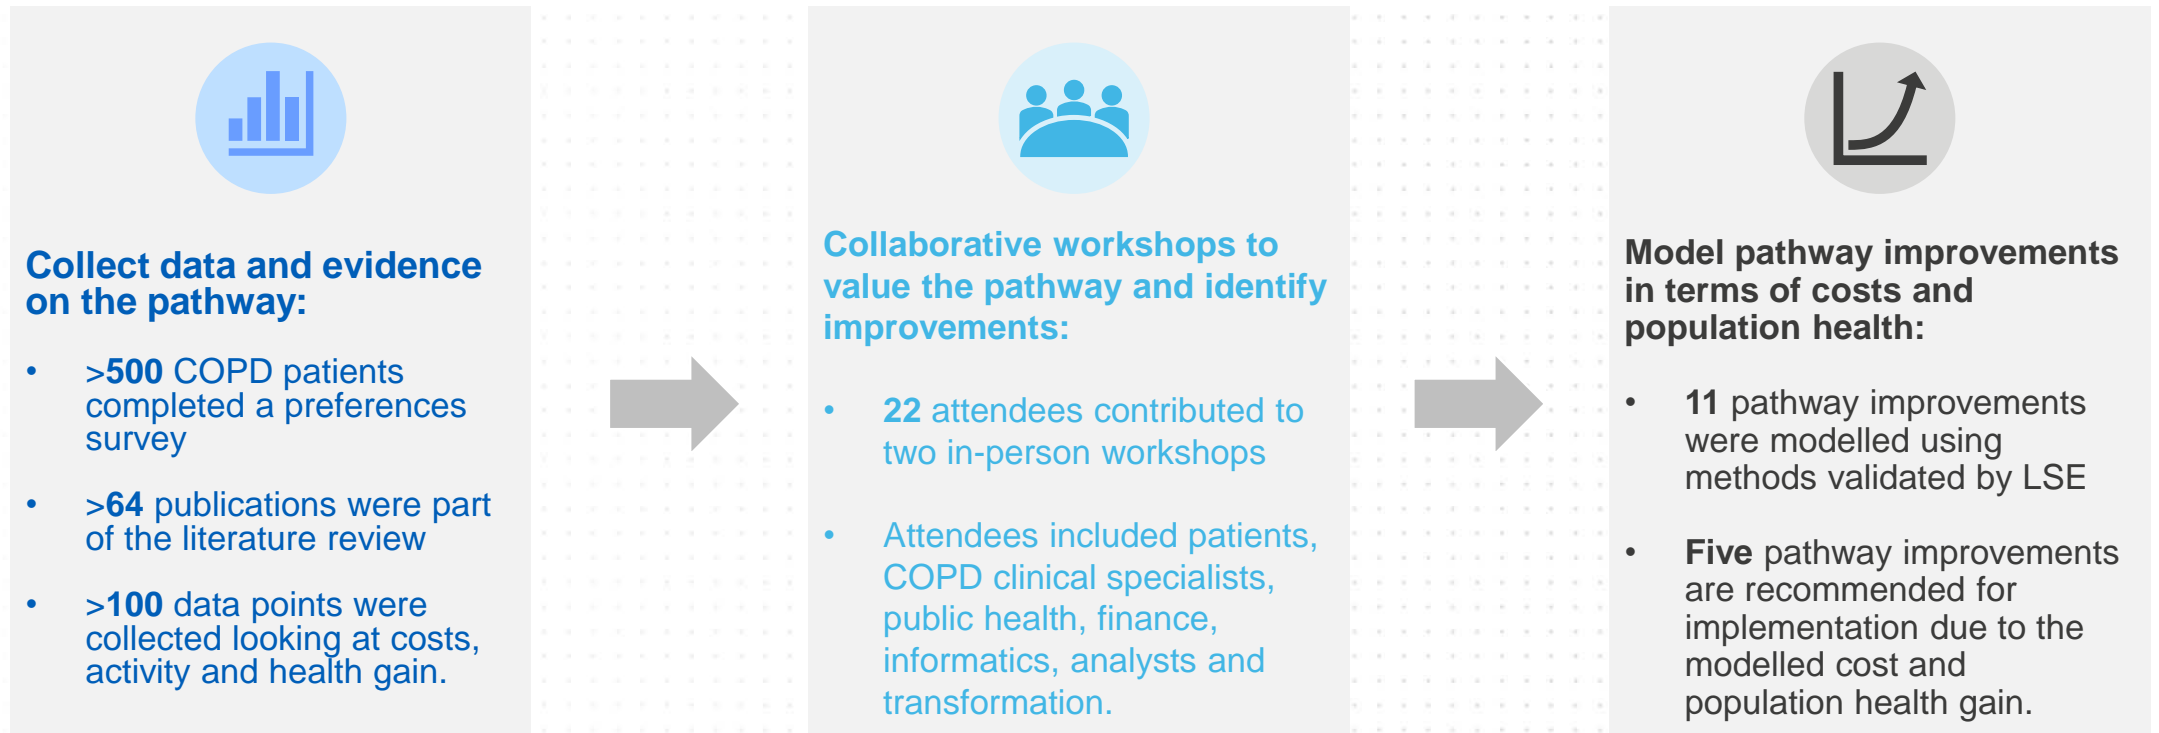 Collect data and evidence
on the pathway:
• >500 COPD patients
completed a preferences
survey
• >64 publications were part
of the literature review
• >100 data points were
collected looking at costs,
activity and health gain.
Collaborative workshops to
value the pathway and identify
improvements:
• 22 attendees contributed to
two in-person workshops
• Attendees included patients,
COPD clinical specialists,
public health, finance,
informatics, analysts and
transformation.
Model pathway improvements
in terms of costs and
population health:
• 11 pathway improvements
were modelled using
methods validated by LSE
• Five pathway improvements
are recommended for
implementation due to the
modelled cost and
population health gain.